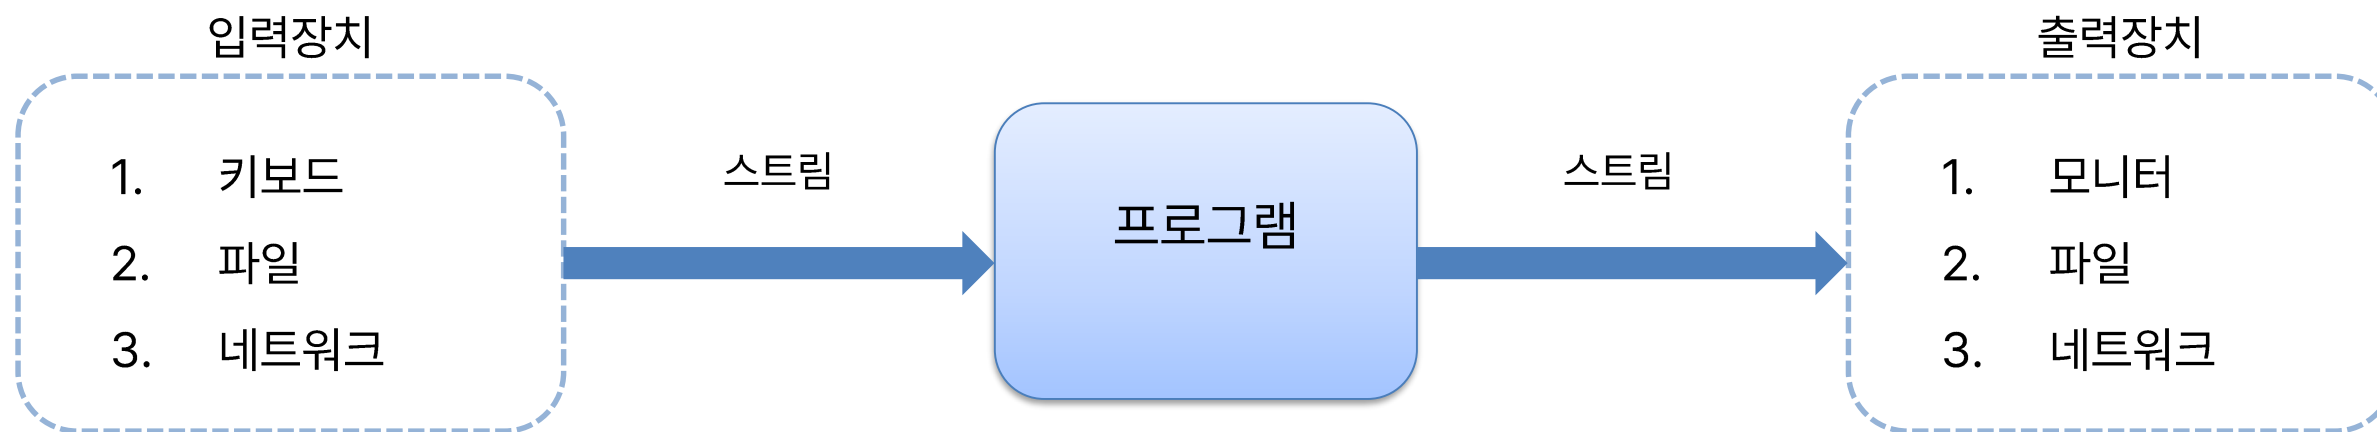 입력장치
1. 키보드
2. 파일
3. 네트워크
스트림
프로그램
스트림
출력장치
1. 모니터
2. 파일
3. 네트워크